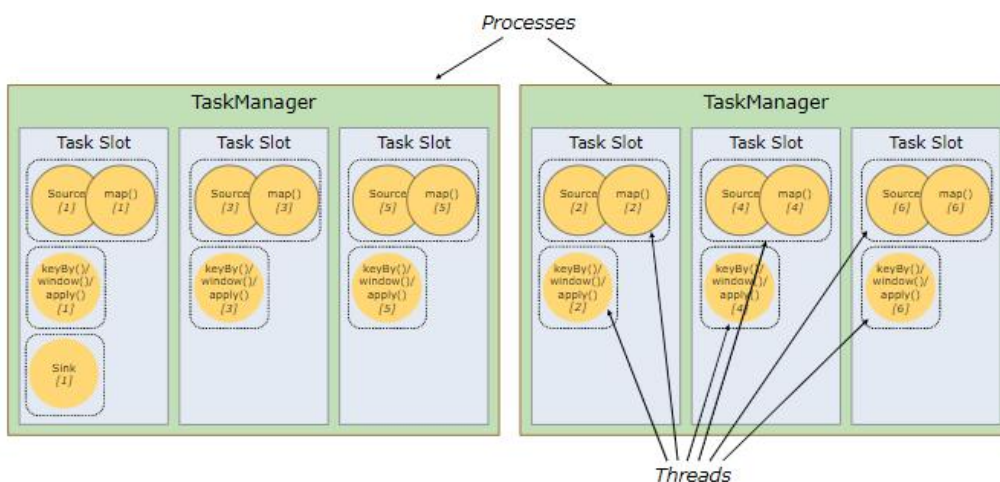 Processes
TaskManager
TaskManager
Task Slot
Task Slot
Task Slot
Task Slot
Task Slot
Task Slot
Source
[1]
map()
[1]
Source
[3]
map()
[3]
Source
[5]
map()
[5]
Source
[2]
map()
[2]
Source
[4]
map()
[4]
Source
[6]
map()
[6]
keyBy()/
window()/
apply()
[1]
keyBy()/
window()/
apply()
[3]
keyBy()/
window()/
apply()
[5]
keyBy()/
window()/
apply()
[2]
keyBy()/
window()/
apply()
[4]
keyBy()/
window()/
apply()
[6]
Sink
[1]
Threads